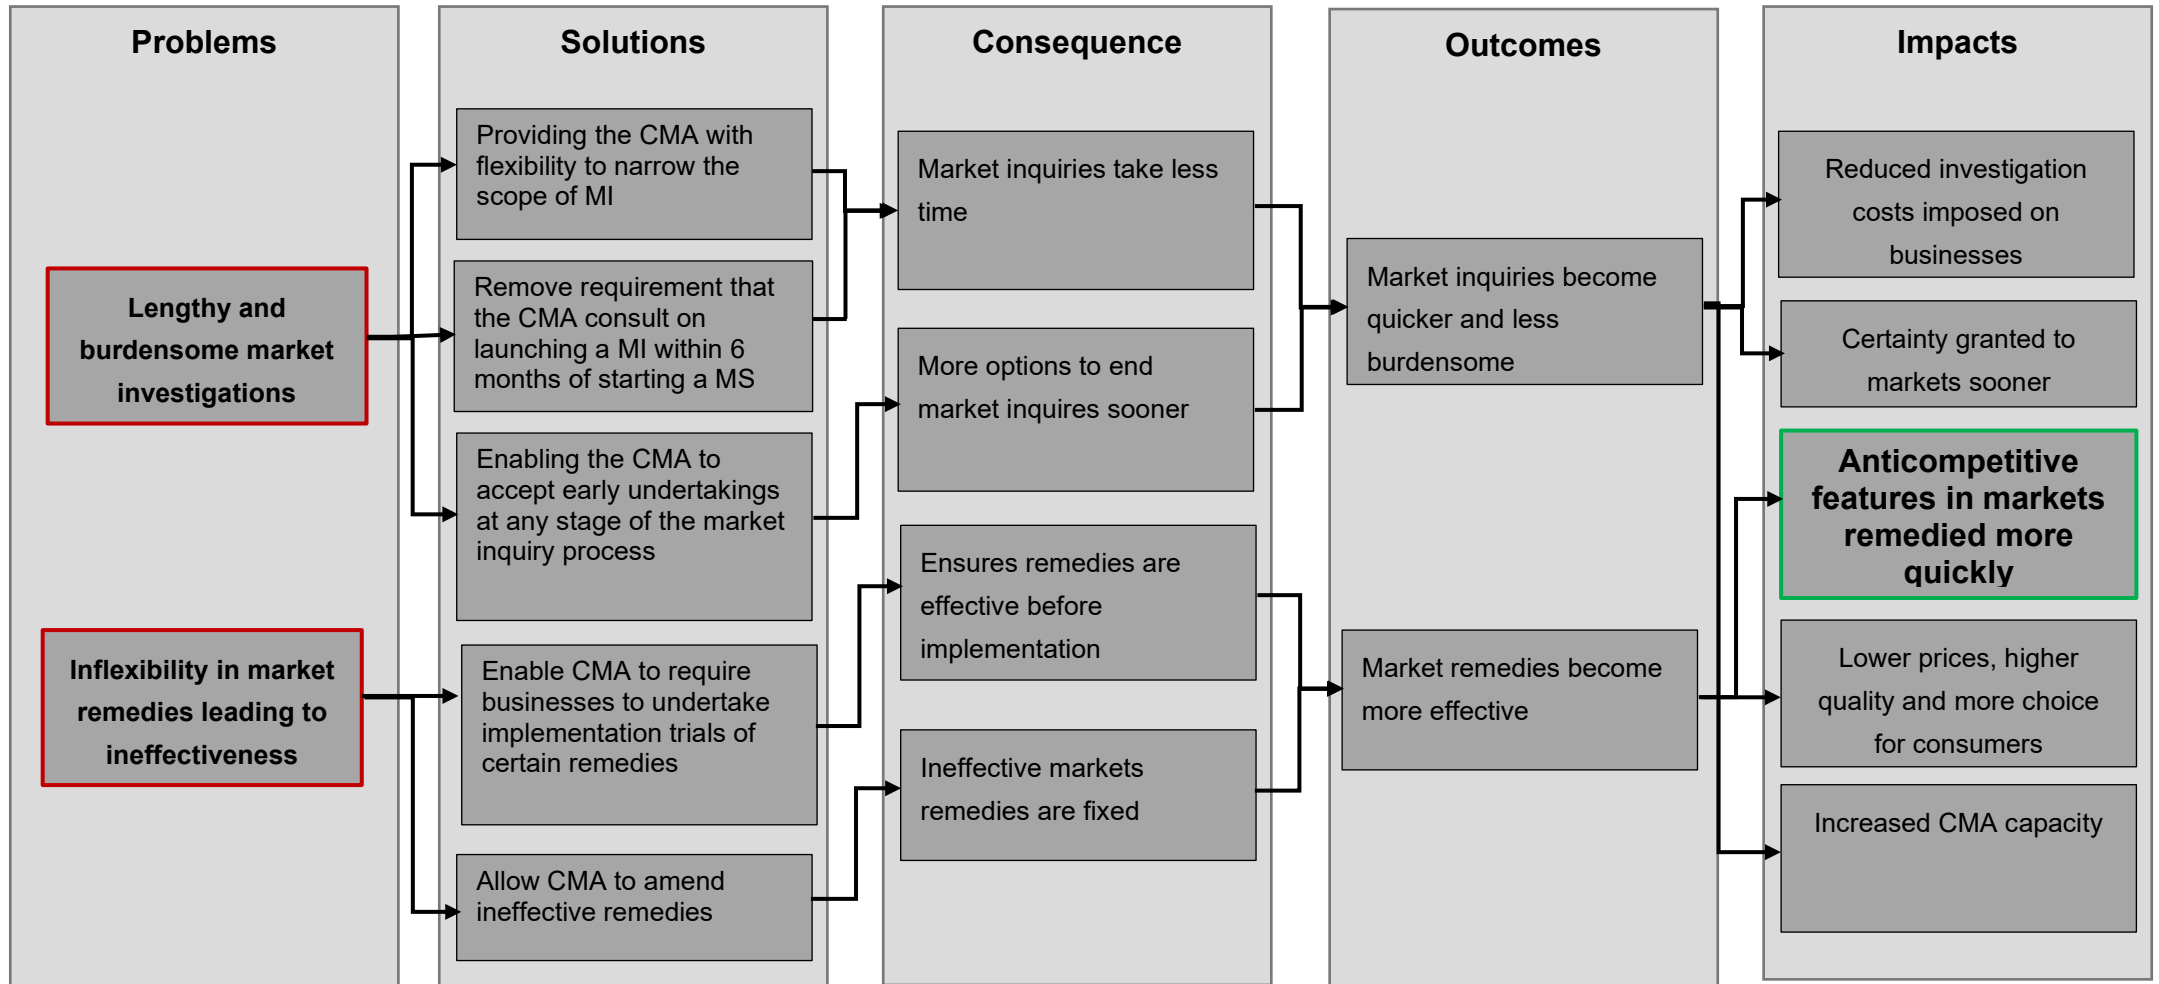 Problems
Lengthy and
burdensome market
investigations
Inflexibility in market
remedies leading to
ineffectiveness
Solutions
Providing the CMA with
flexibility to narrow the
scope of MI
Remove requirement that
the CMA consult on
launching a MI within 6
months of starting a MS
Enabling the CMA to
accept early undertakings
at any stage of the market
inquiry process
Enable CMA to require
businesses to undertake
implementation trials of
certain remedies
Allow CMA to amend
ineffective remedies
Consequence
Market inquiries take less
time
More options to end
market inquires sooner
Ensures remedies are
effective before
implementation
Ineffective markets
remedies are fixed
Outcomes
Market inquiries become
quicker and less
burdensome
Market remedies become
more effective
Impacts
Reduced investigation
costs imposed on
businesses
Certainty granted to
markets sooner
Anticompetitive
features in markets
remedied more
quickly
Lower prices, higher
quality and more choice
for consumers
Increased CMA capacity